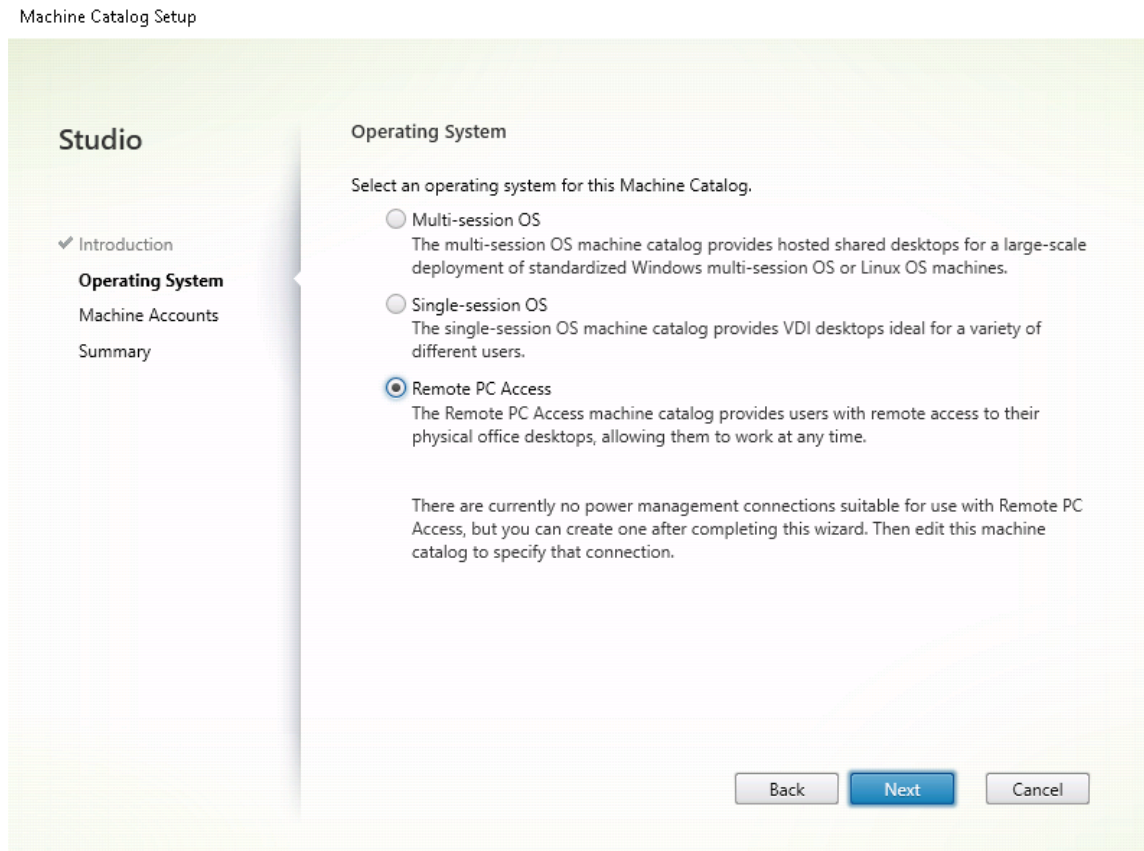 Machine Catalog Setup
Studio
Introduction
Operating System
Machine Accounts
Summary
Operating System
Select an operating system for this Machine Catalog.
Multi-session OS
The multi-session OS machine catalog provides hosted shared desktops for a large-scale
deployment of standardized Windows multi-session OS or Linux OS machines.
Single-session OS
The single-session OS machine catalog provides VDI desktops ideal for a variety of
different users.
Remote PC Access
The Remote PC Access machine catalog provides users with remote access to their
physical office desktops, allowing them to work at any time.
There are currently no power management connections suitable for use with Remote PC
Access, but you can create one after completing this wizard. Then edit this machine
catalog to specify that connection.
Back
Next
Cancel